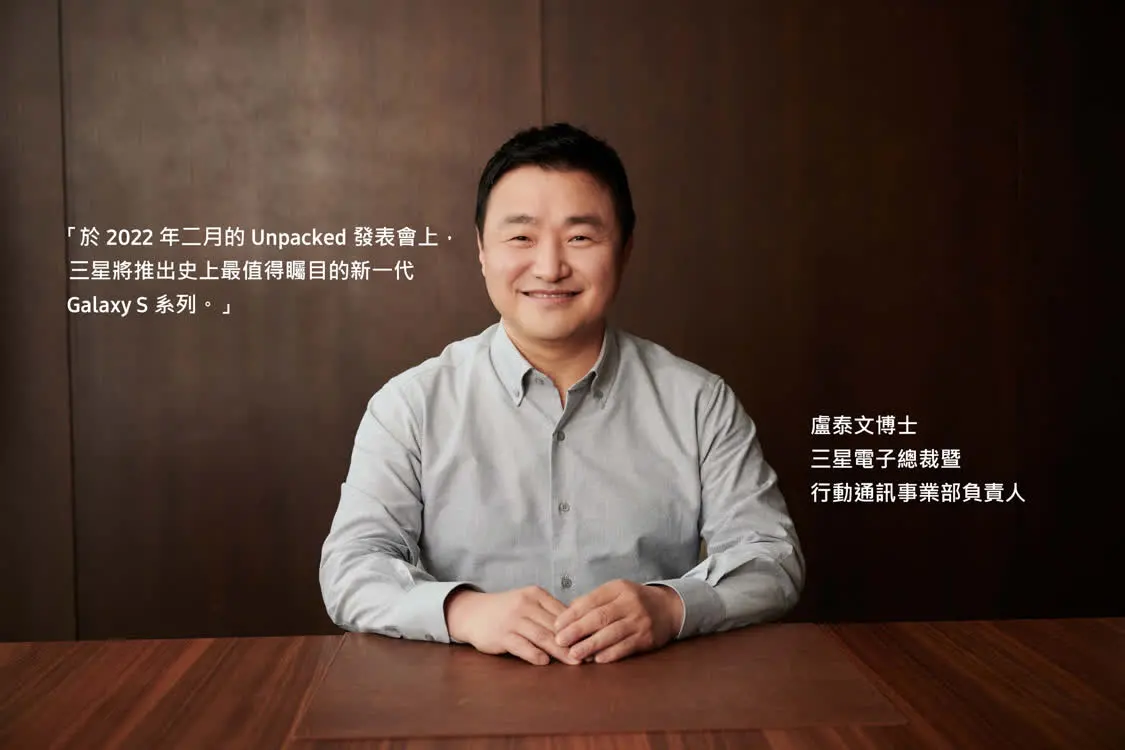 「於 2022 年二月的 Unpacked 發表會上，
三星將推出史上最值得矚目的新一代
Galaxy S 系列。」
盧泰文博士
三星電子總裁暨
行動通訊事業部負責人